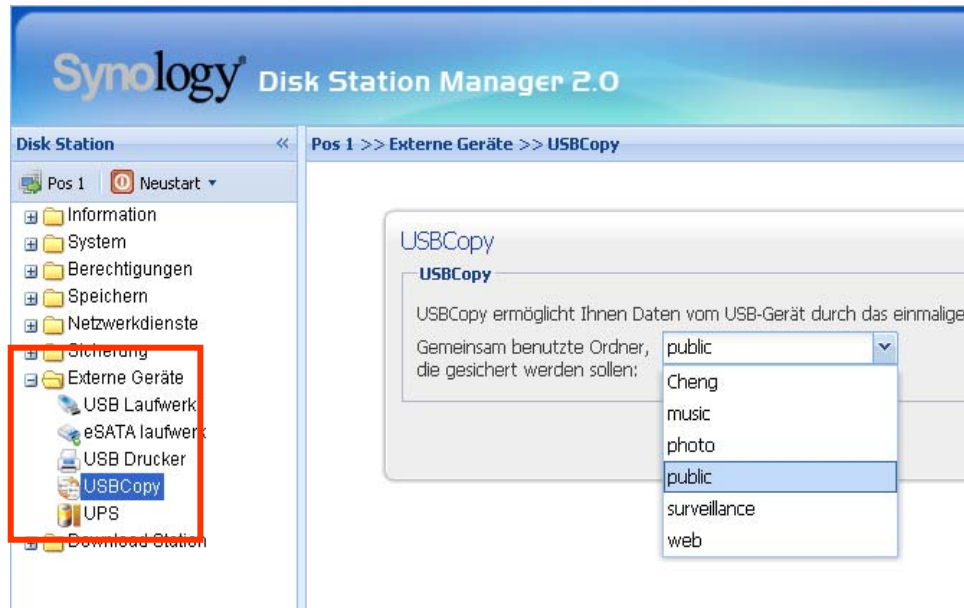 Synology® Disk Station Manager 2.0
Disk Station «
Pos 1 >> Externe Geräte >> USBCopy
Pos 1 Neustart
Information
System
Berechtigungen
Speichern
Netzwerkdienste
Sicherung
Externe Geräte
USB Laufwerk
eSATA laufwerk
USB Drucker
USBCopy
UPS
Download Station
USBCopy
USBCopy
USBCopy ermöglicht Ihnen Daten vom USB-Gerät durch das einmalige
Gemeinsam benutzte Ordner, public
die gesichert werden sollen:
Cheng
music
photo
public
surveillance
web